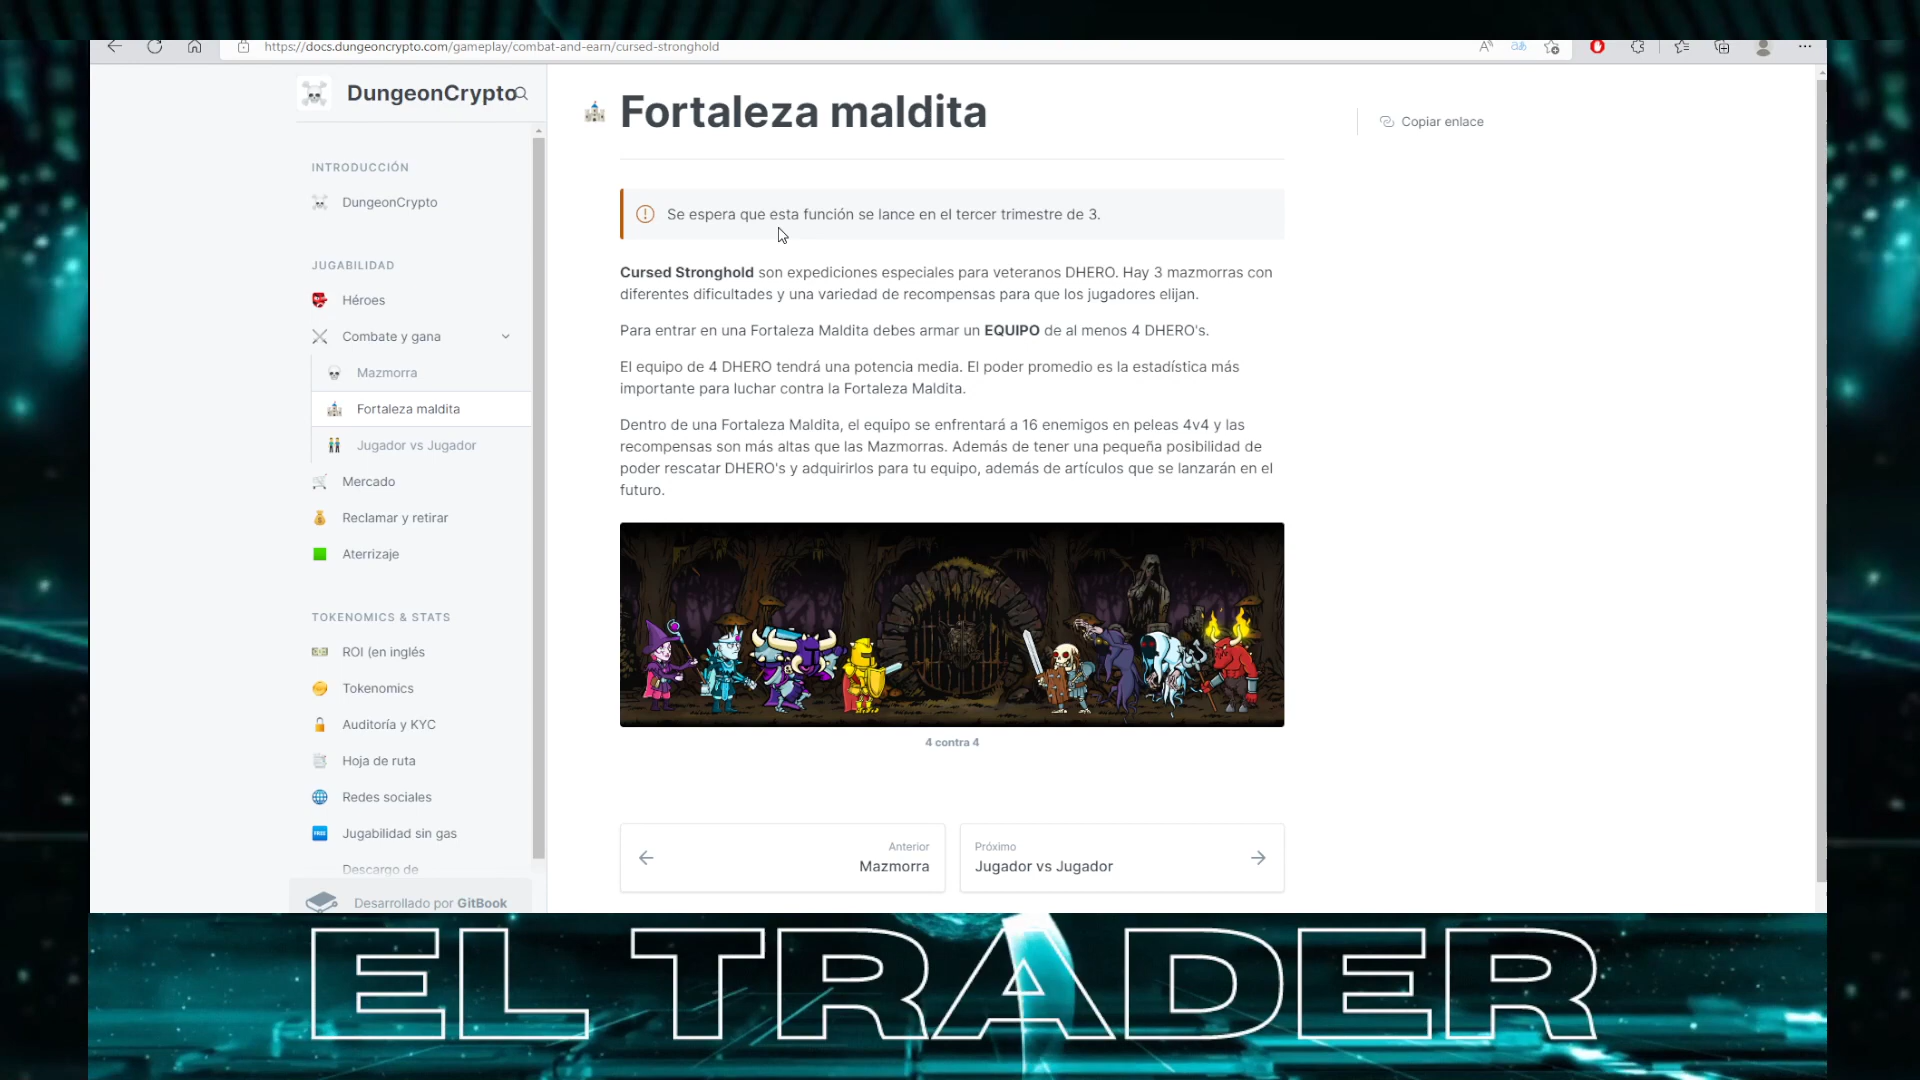 https://docs.dungeoncrypto.com/gameplay/combat-and-earn/cursed-stronghold
DungeonCrypto
INTRODUCCIÓN
DungeonCrypto
JUGABILIDAD
Héroes
Combate y gana
Mazmorra
Fortaleza maldita
Jugador vs Jugador
Mercado
Reclamar y retirar
Aterrizaje
TOKENOMICS & STATS
ROI (en inglés
Tokenomics
Auditoría y KYC
Hoja de ruta
Redes sociales
FREE
Jugabilidad sin gas
Descargo de
Desarrollado por GitBook
Fortaleza maldita
Copiar enlace
Se espera que esta función se lance en el tercer trimestre de 3.
Cursed Stronghold son expediciones especiales para veteranos DHERO. Hay 3 mazmorras con
diferentes dificultades y una variedad de recompensas para que los jugadores elijan.
Para entrar en una Fortaleza Maldita debes armar un EQUIPO de al menos 4 DHERO's.
El equipo de 4 DHERO tendrá una potencia media. El poder promedio es la estadística más
importante para luchar contra la Fortaleza Maldita.
Dentro de una Fortaleza Maldita, el equipo se enfrentará a 16 enemigos en peleas 4v4 y las
recompensas son más altas que las Mazmorras. Además de tener una pequeña posibilidad de
poder rescatar DHERO's y adquirirlos para tu equipo, además de artículos que se lanzarán en el
futuro.
4 contra 4
Anterior
Mazmorra
Próximo
Jugador vs Jugador
EL TRADER